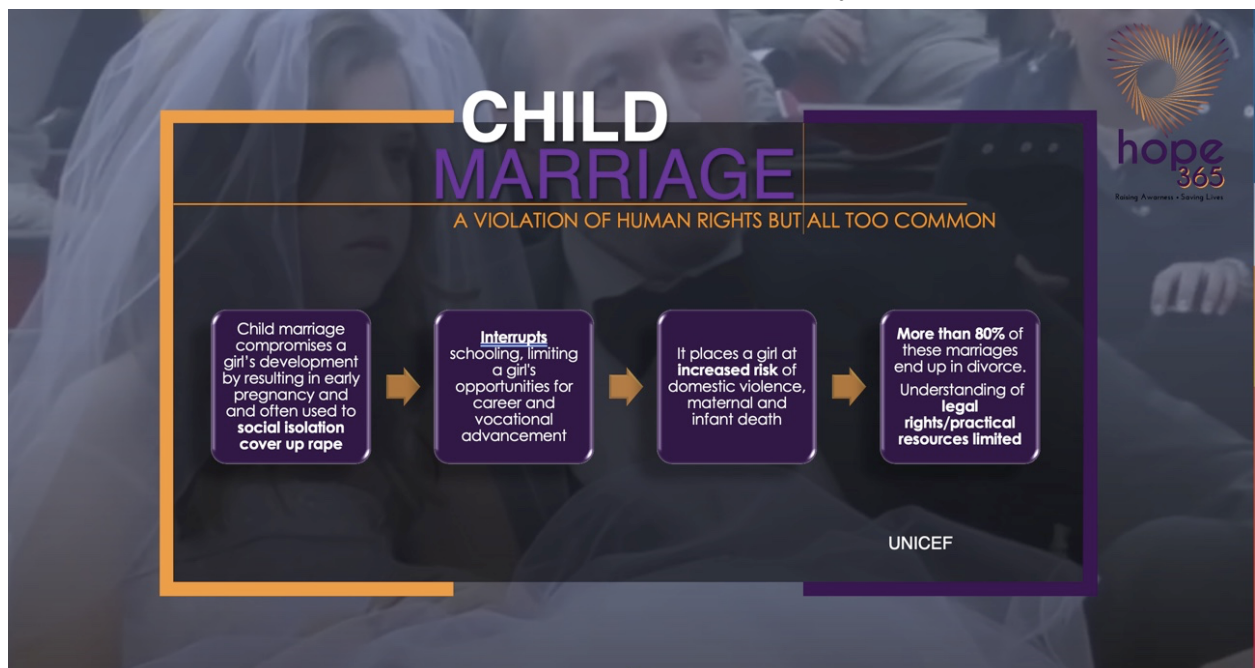 CHILD
MARRIAGE
A VIOLATION OF HUMAN RIGHTS BUT ALL TOO COMMON
hope
365
Raising Awarness • Saving Lives
Child marriage
compromises a
girl's development
by resulting in early
pregnancy and
and often used to
social isolation
cover up rape
Interrupts
schooling, limiting
a girl's
opportunities for
career and
vocational
advancement
It places a girl at
increased risk of
domestic violence,
maternal and
infant death
More than 80% of
these marriages
end up in divorce.
Understanding of
legal
rights/practical
resources limited
UNICEF